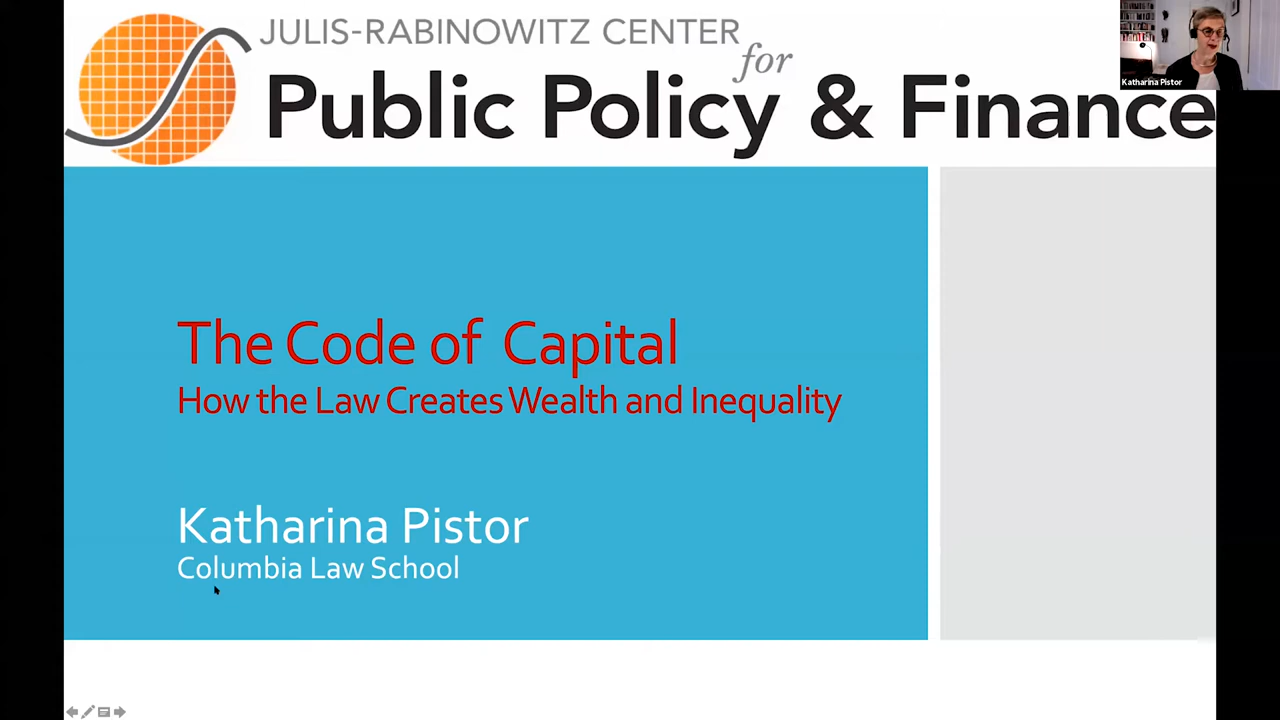 JULIS-RABINOWITZ CENTER
for
Public Policy & Finance
Katharina Pistor
The Code of Capital
How the Law Creates Wealth and Inequality
Katharina Pistor
Columbia Law School